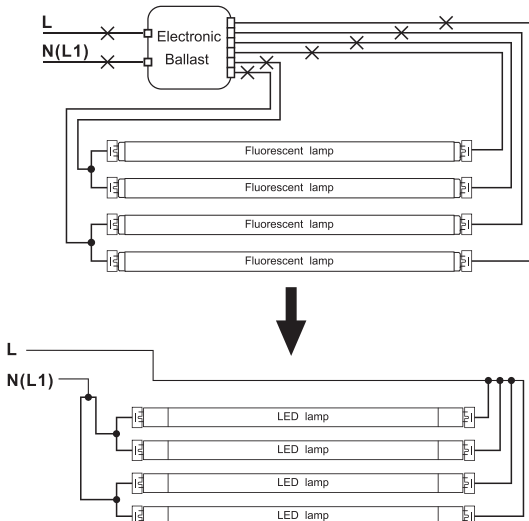 L
N(L1)
Electronic
Ballast
Fluorescent lamp
Fluorescent lamp
Fluorescent lamp
Fluorescent lamp
L
N(L1)
LED lamp
LED lamp
LED lamp
LED lamp